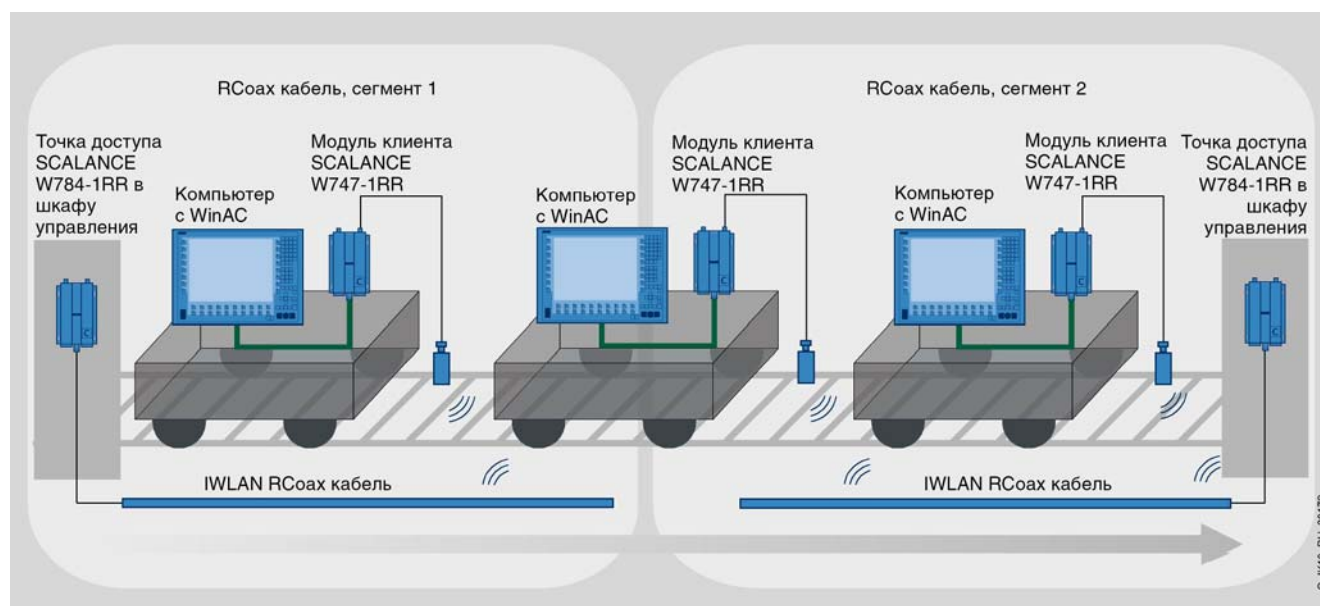 RCoax кабель, сегмент 1
RCoax кабель, сегмент 2
Точка доступа
SCALANCE
W784-1RR в
шкафу
управления
Модуль клиента
SCALANCE
W747-1RR
Компьютер
с WinAC
Модуль клиента
SCALANCE
W747-1RR
Компьютер
с WinAC
Модуль клиента
SCALANCE
W747-1RR
Компьютер
с WinAC
Точка доступа
SCALANCE
W784-1RR в
шкафу
управления
IWLAN RCoax кабель
IWLAN RCoax кабель